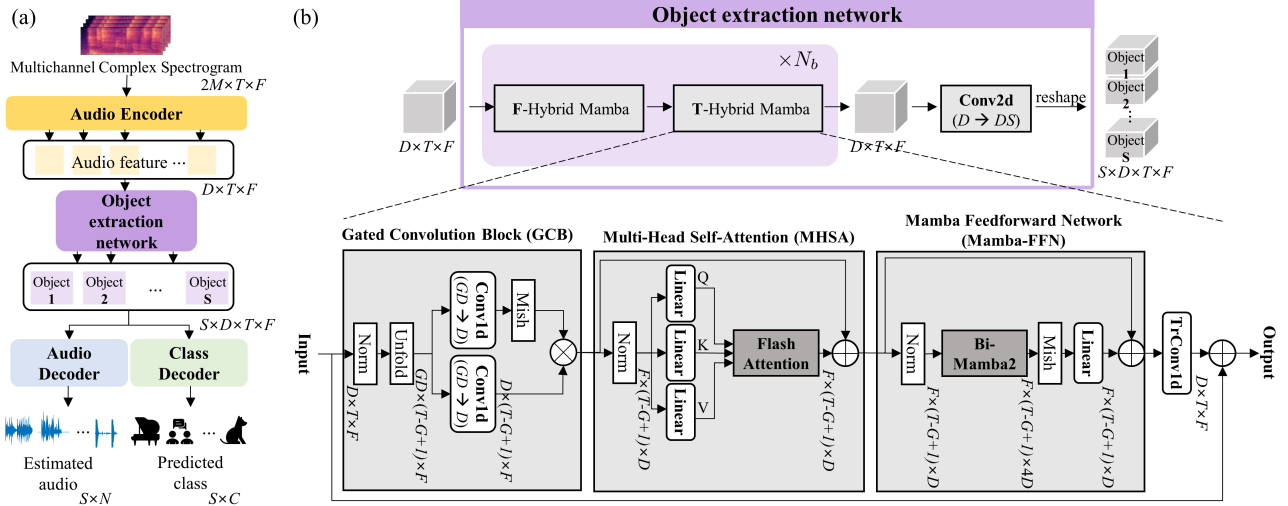 (a)
Multichannel Complex Spectrogram
2M×T×F
Audio Encoder
Audio feature ···
D×T×F
Object
extraction
network
Object
1
Object
2
···
Object
S
S×D×T×F
Audio
Decoder
Class
Decoder
···
···
Estimated
audio
S×N
Predicted
class
S×C
(b)
Object extraction network
×N_b
D×T×F
F-Hybrid Mamba
T-Hybrid Mamba
D×T×F
Conv2d
(D → DS)
reshape
Object
1
Object
2
···
Object
S
S×D×T×F
Gated Convolution Block (GCB)
Multi-Head Self-Attention (MHSA)
Mamba Feedforward Network
(Mamba-FFN)
Input
Norm
D×T×F
Unfold
GD×(T-G+1)×F
Conv1d
(GD → D)
Mish
Conv1d
(GD → D)
D×(T-G+1)×F
Norm
F×(T-G+1)×D
Linear
Q
Linear
K
Linear
V
Flash
Attention
F×(T-G+1)×D
Norm
F×(T-G+1)×D
Bi-
Mamba2
F×(T-G+1)×4D
Mish
Linear
F×(T-G+1)×D
TrConv1d
D×T×F
Output